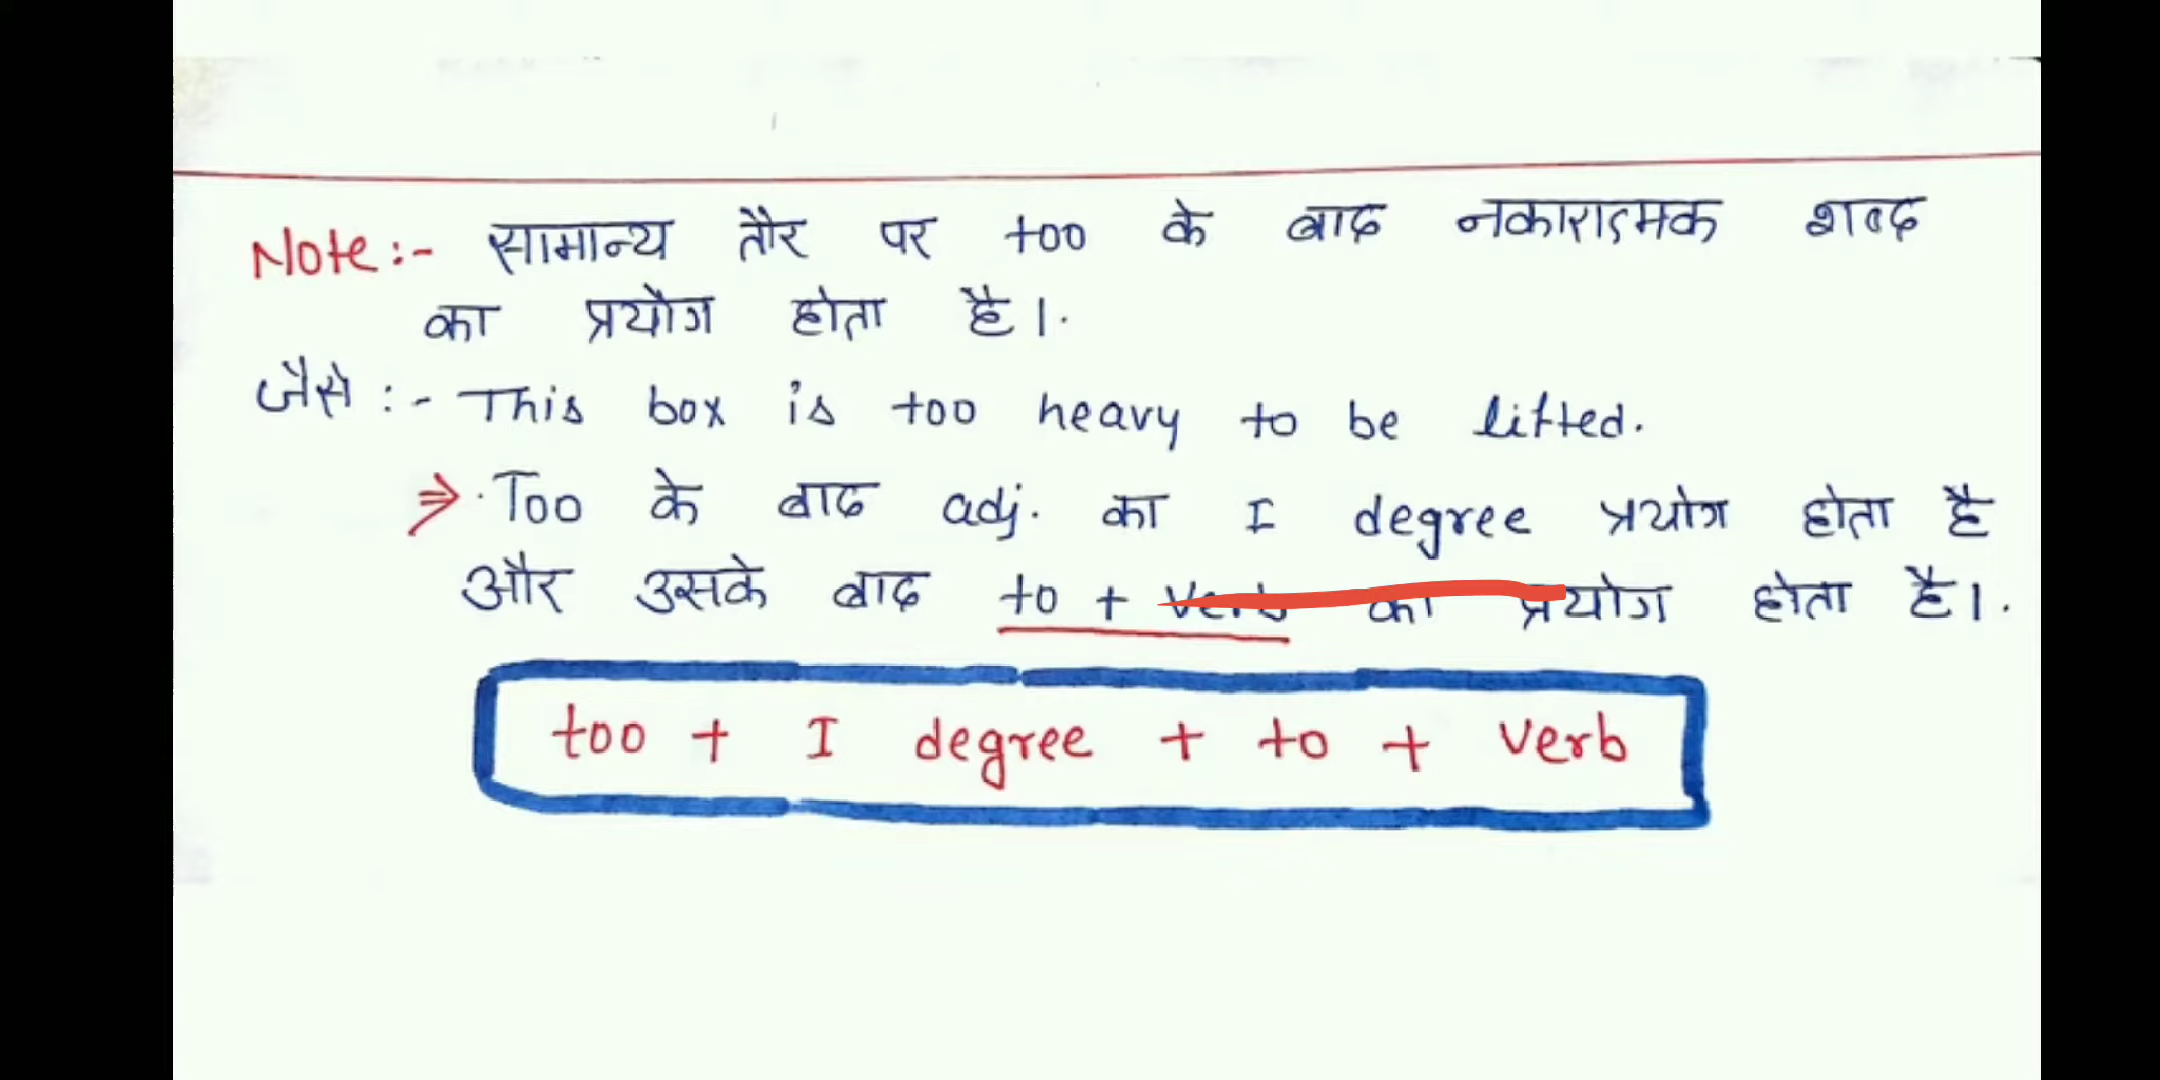 Note:- सामान्य तौर पर too के बाद नकारात्मक शब्द
का प्रयोग होता है।.
जैसे :- This box is too heavy to be lifted.
⇒ Too के बाद adj. का I degree प्रयोग होता है
और उसके बाद to + verb का प्रयोग होता है।.
too + I degree + to + verb